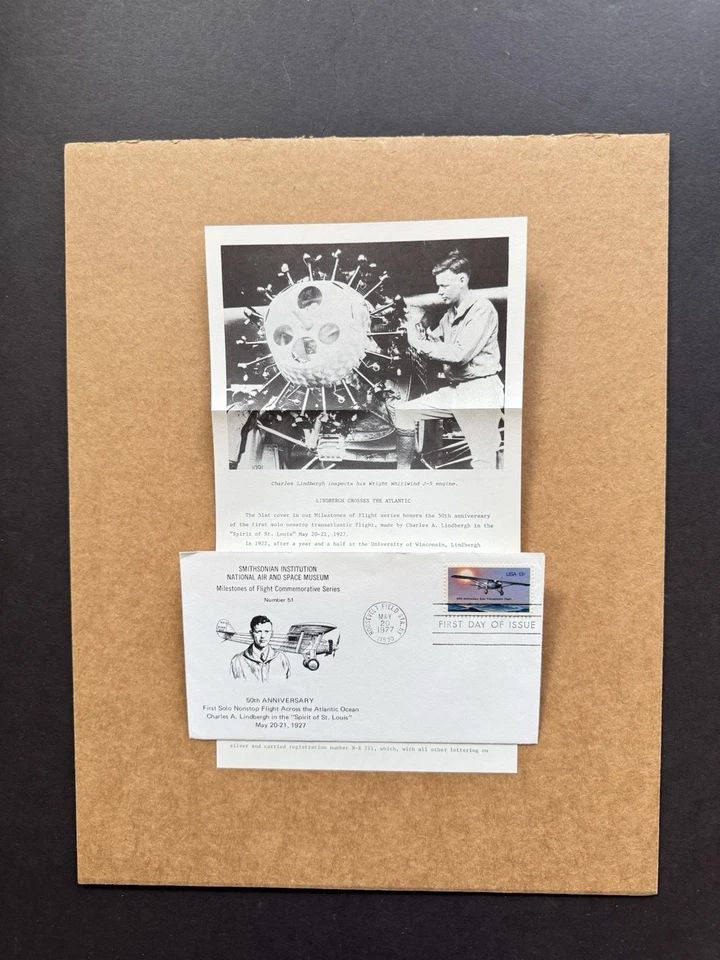 Charles Lindbergh inspects his Wright Whirlwind J-5 engine.
LINDBERGH CROSSES THE ATLANTIC
The 51st cover in our Milestones of Flight series honors the 50th anniversary
of the first solo nonstop transatlantic flight, made by Charles A. Lindbergh in the
"Spirit of St. Louis" May 20-21, 1927.
In 1922, after a year and a half at the University of Wisconsin, Lindbergh
SMITHSONIAN INSTITUTION
NATIONAL AIR AND SPACE MUSEUM
Milestones of Flight Commemorative Series
Number 51
USA 13c
ROOSEVELT FIELD STA. NY
MAY
20
1977
11530
FIRST DAY OF ISSUE
50th ANNIVERSARY
First Solo Nonstop Flight Across the Atlantic Ocean
Charles A. Lindbergh in the "Spirit of St. Louis"
May 20-21, 1927
silver and carried registration number N-X 211, which, with all other lettering on